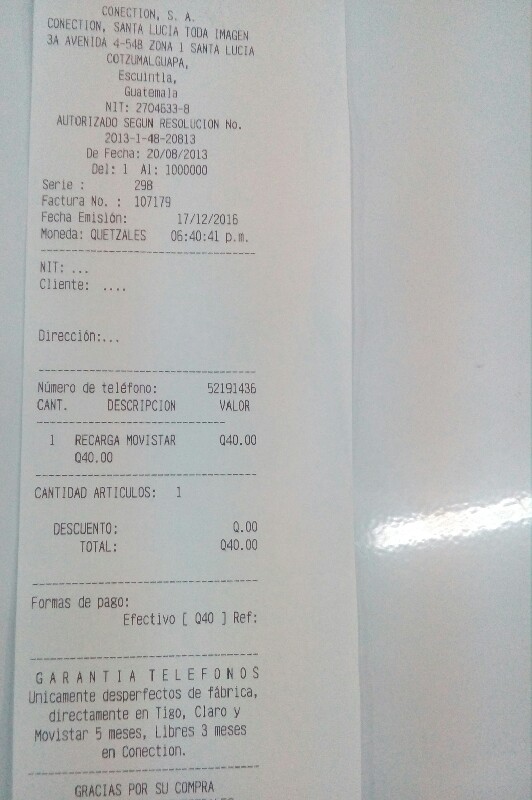 CONECTION, S. A.
CONECTION, SANTA LUCIA TODA IMAGEN
3A AVENIDA 4-54B ZONA 1 SANTA LUCIA
COTZUMALGUAPA,
Escuintla,
Guatemala
NIT: 2704633-8
AUTORIZADO SEGUN RESOLUCION No.
2013-1-48-20813
De Fecha: 20/08/2013
Del: 1 Al: 1000000
Serie : 298
Factura No. : 107179
Fecha Emisión: 17/12/2016
Moneda: QUETZALES 06:40:41 p.m.
NIT: ...
Cliente: ....
Dirección:...
Número de teléfono: 52191436
CANT. DESCRIPCION VALOR
1 RECARGA MOVISTAR Q40.00
Q40.00
CANTIDAD ARTICULOS: 1
DESCUENTO: Q.00
TOTAL: Q40.00
Formas de pago:
Efectivo [ Q40 ] Ref:
G A R A N T I A T E L E F O N O S
Unicamente desperfectos de fábrica,
directamente en Tigo, Claro y
Movistar 5 meses, Libres 3 meses
en Conection.
GRACIAS POR SU COMPRA